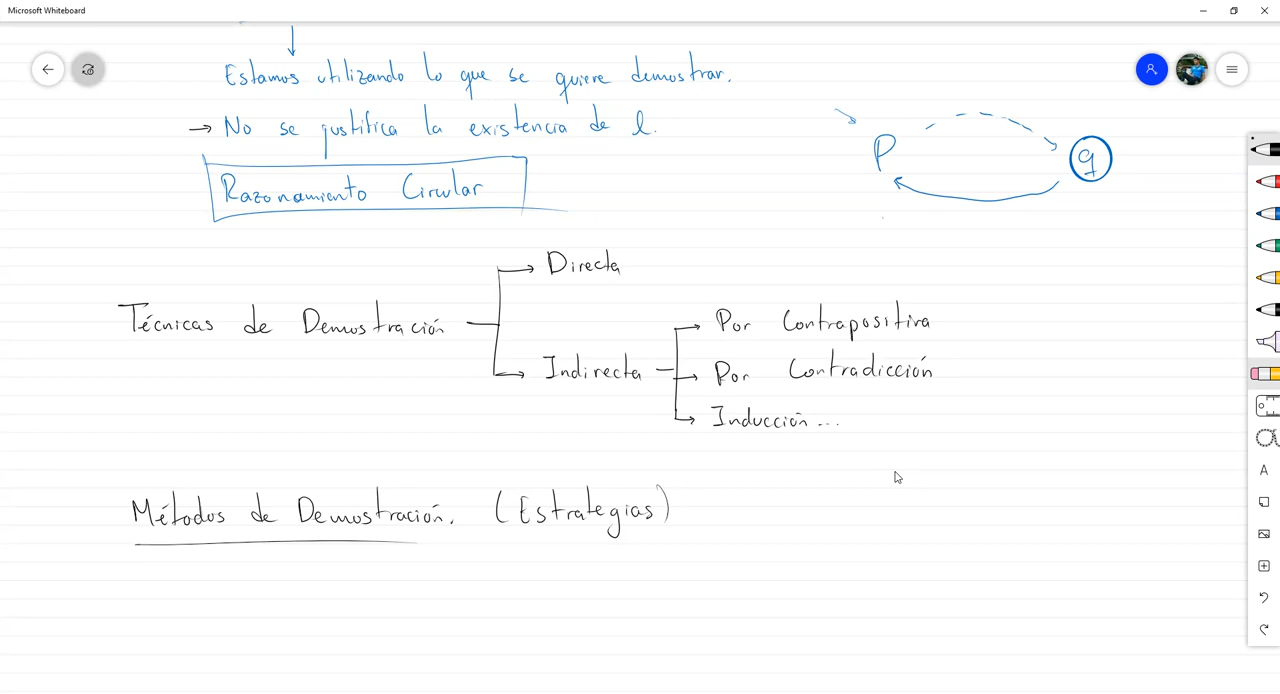 Microsoft Whiteboard
Estamos utilizando lo que se quiere demostrar.
→ No se justifica la existencia de l.
P
q
Razonamiento Circular
Directa
Técnicas de Demostración
Por Contrapositiva
Indirecta
Por Contradicción
Inducción...
Métodos de Demostración. (Estrategias)
A